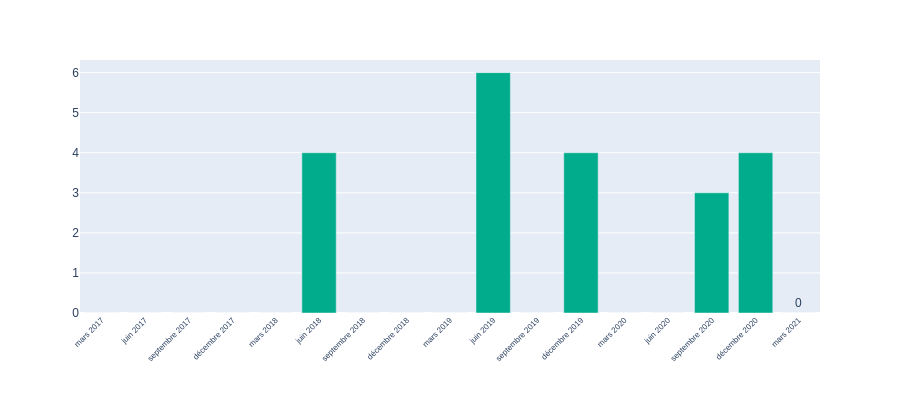 6
5
4
3
2
1
0
0
mars 2017
juin 2017
septembre 2017
décembre 2017
mars 2018
juin 2018
septembre 2018
décembre 2018
mars 2019
juin 2019
septembre 2019
décembre 2019
mars 2020
juin 2020
septembre 2020
décembre 2020
mars 2021